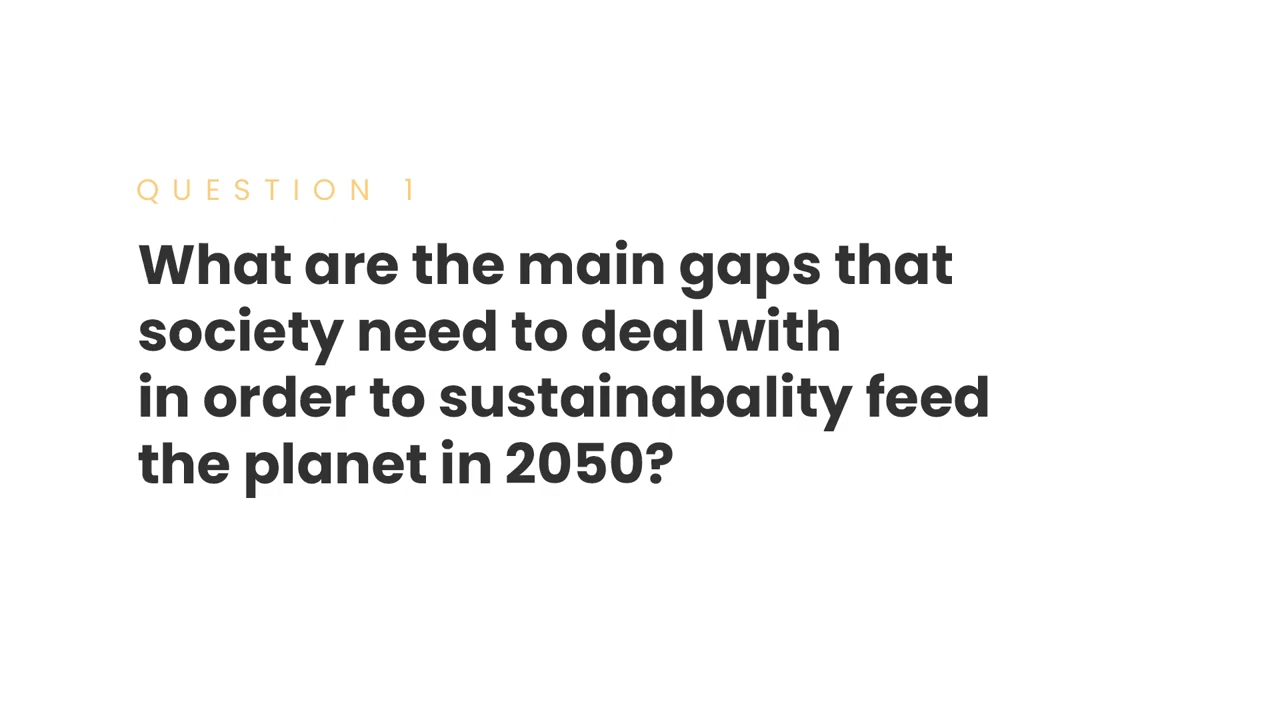 QUESTION 1
What are the main gaps that
society need to deal with
in order to sustainabality feed
the planet in 2050?